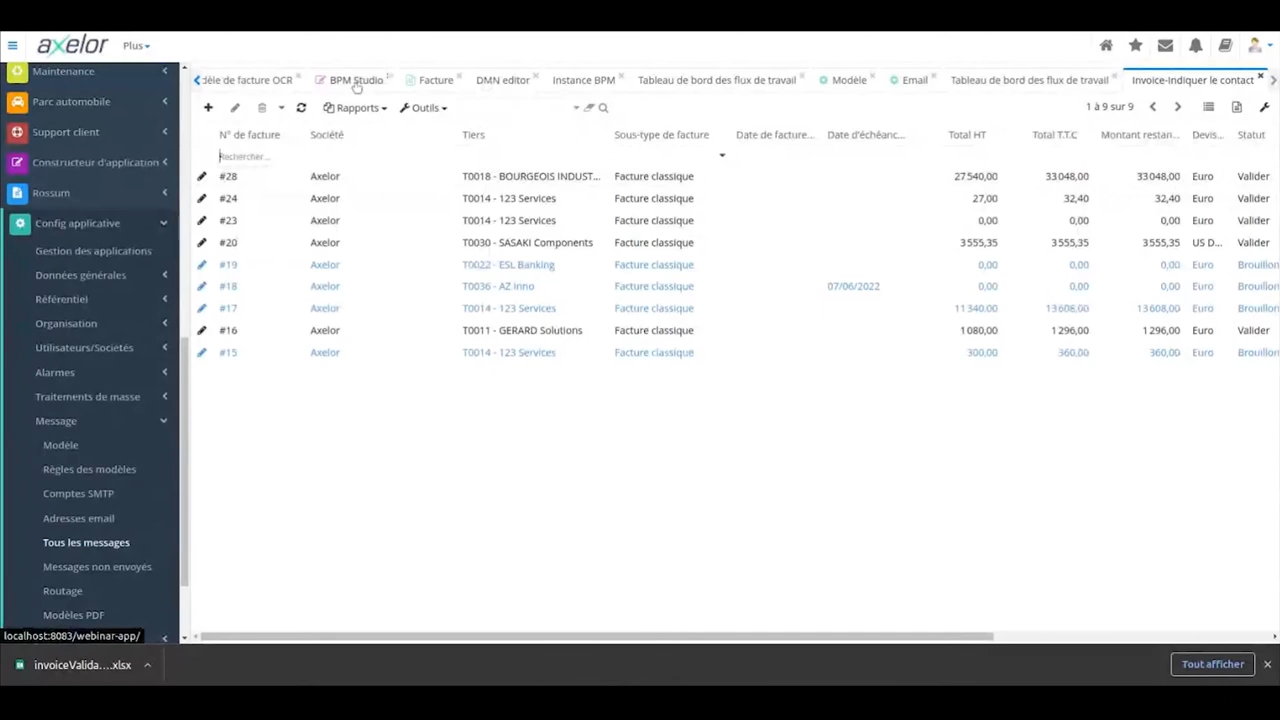 axelor Plus
dèle de facture OCR BPM Studio Facture DMN editor Instance BPM Tableau de bord des flux de travail Modèle Email Tableau de bord des flux de travail Invoice-Indiquer le contact
Rapports Outils 1 à 9 sur 9
Maintenance
Parc automobile
Support client
Constructeur d'application
Rossum
Config applicative
Gestion des applications
Données générales
Référentiel
Organisation
Utilisateurs/Sociétés
Alarmes
Traitements de masse
Message
Modèle
Règles des modèles
Comptes SMTP
Adresses email
Tous les messages
Messages non envoyés
Routage
Modèles PDF
N° de facture Société Tiers Sous-type de facture Date de facture... Date d'échéanc... Total HT Total T.T.C Montant restan... Devis... Statut
Rechercher...
#28 Axelor T0018 - BOURGEOIS INDUST... Facture classique 27 540,00 33 048,00 33 048,00 Euro Valider
#24 Axelor T0014 - 123 Services Facture classique 27,00 32,40 32,40 Euro Valider
#23 Axelor T0014 - 123 Services Facture classique 0,00 0,00 0,00 Euro Valider
#20 Axelor T0030 - SASAKI Components Facture classique 3 555,35 3 555,35 3 555,35 US D... Valider
#19 Axelor T0022 - ESL Banking Facture classique 0,00 0,00 0,00 Euro Brouillon
#18 Axelor T0036 - AZ Inno Facture classique 07/06/2022 0,00 0,00 0,00 Euro Brouillon
#17 Axelor T0014 - 123 Services Facture classique 11 340,00 13 608,00 13 608,00 Euro Brouillon
#16 Axelor T0011 - GERARD Solutions Facture classique 1 080,00 1 296,00 1 296,00 Euro Valider
#15 Axelor T0014 - 123 Services Facture classique 300,00 360,00 360,00 Euro Brouillon
localhost:8083/webinar-app/
invoiceValida....xlsx Tout afficher